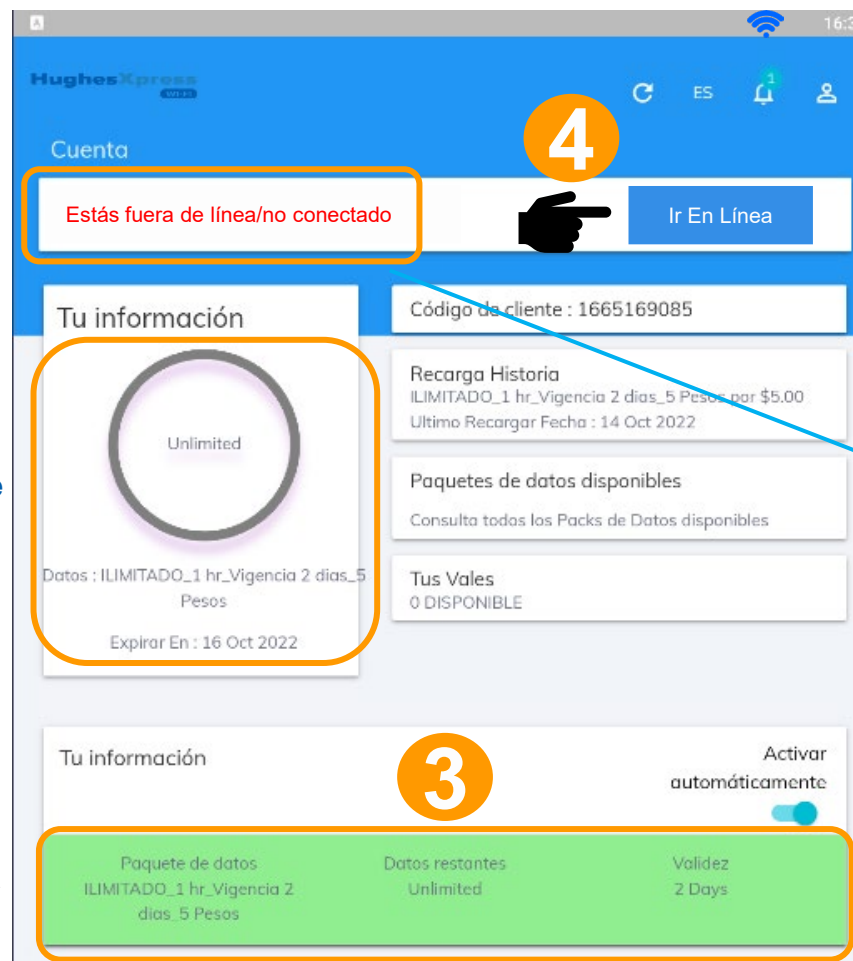 A
16:3
HughesXpress
WI-FI
ES
1
Cuenta
4
Estás fuera de línea/no conectado
Ir En Línea
Tu información
Unlimited
Datos : ILIMITADO_1 hr_Vigencia 2 dias_5
Pesos
Expirar En : 16 Oct 2022
Código de cliente : 1665169085
Recarga Historia
ILIMITADO_1 hr_Vigencia 2 dias_5 Pesos por $5.00
Ultimo Recargar Fecha : 14 Oct 2022
Paquetes de datos disponibles
Consulta todos los Packs de Datos disponibles
Tus Vales
0 DISPONIBLE
e
Tu información
3
Activar
automáticamente
Paquete de datos
ILIMITADO_1 hr_Vigencia 2
dias_5 Pesos
Datos restantes
Unlimited
Validez
2 Days